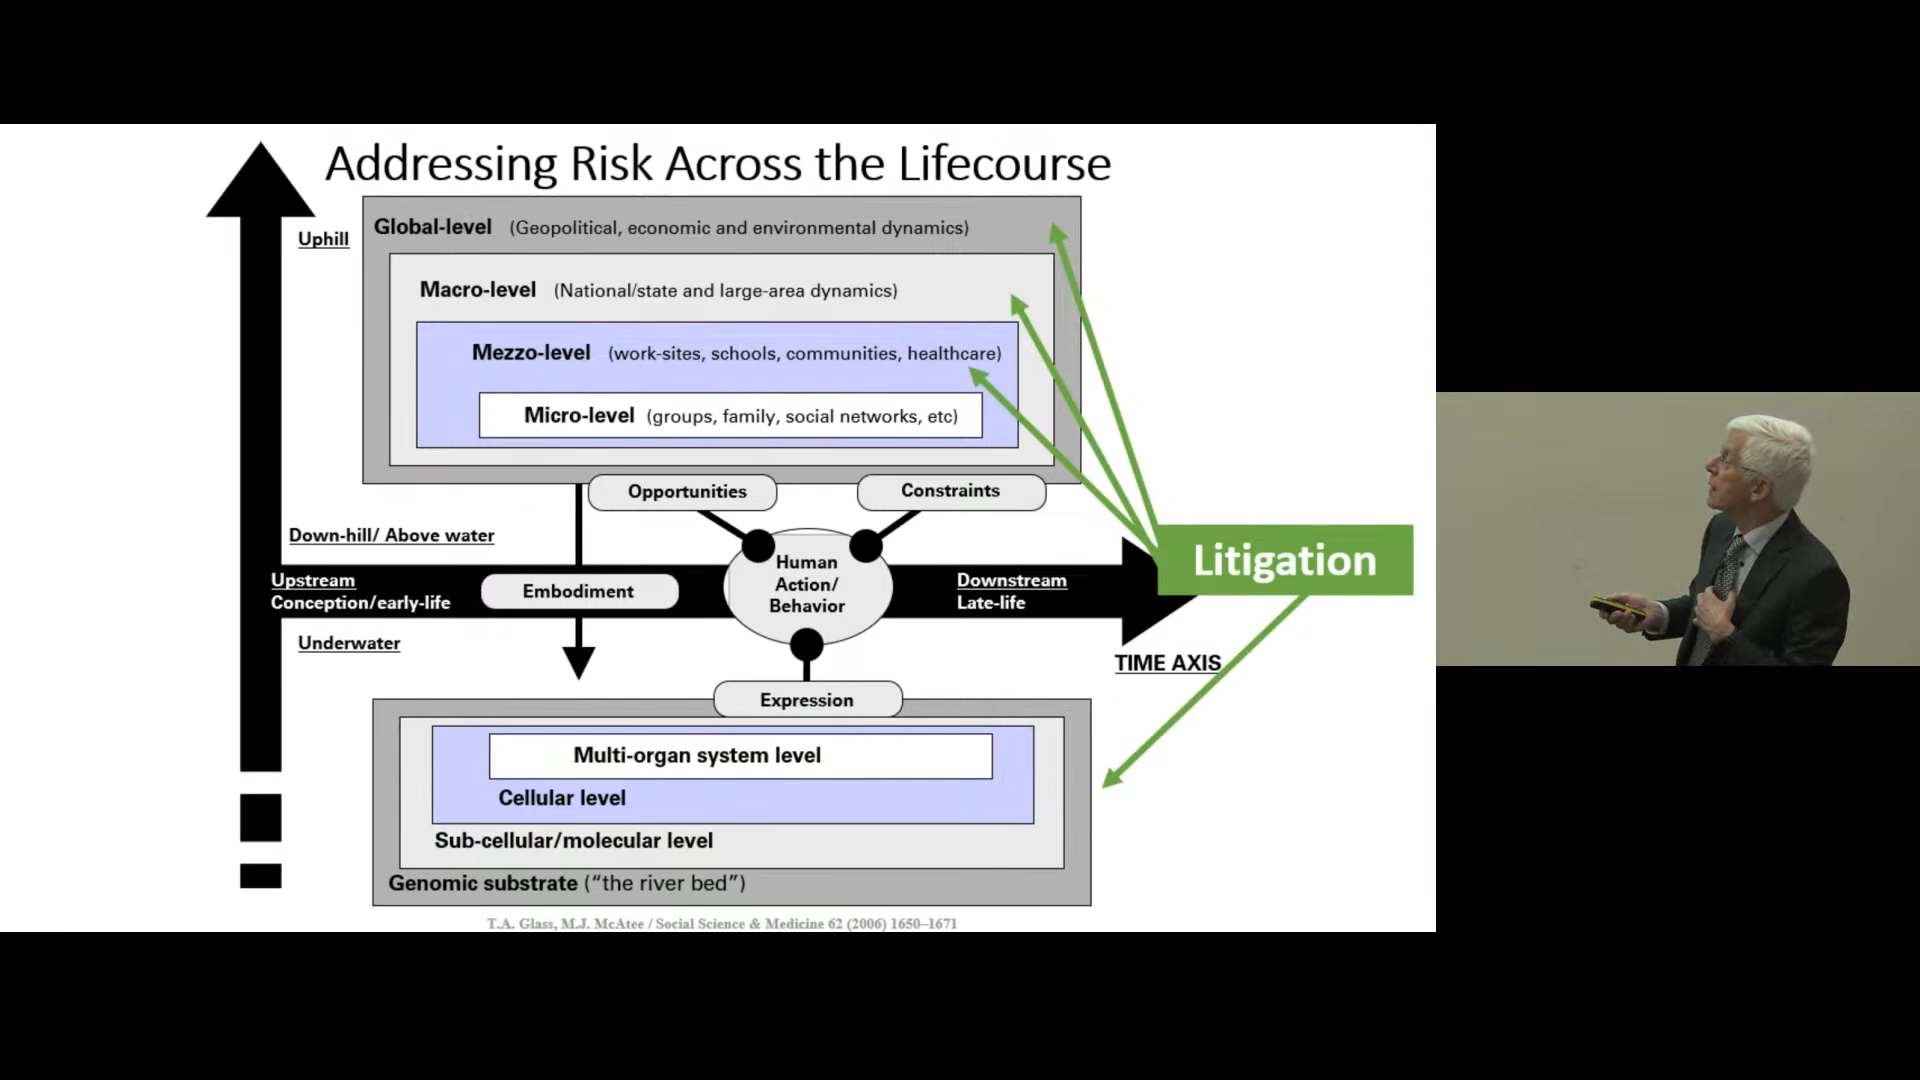 Addressing Risk Across the Lifecourse
Uphill
Global-level (Geopolitical, economic and environmental dynamics)
Macro-level (National/state and large-area dynamics)
Mezzo-level (work-sites, schools, communities, healthcare)
Micro-level (groups, family, social networks, etc)
Opportunities
Constraints
Down-hill/ Above water
Litigation
Upstream
Conception/early-life
Embodiment
Human
Action/
Behavior
Downstream
Late-life
Underwater
TIME AXIS
Expression
Multi-organ system level
Cellular level
Sub-cellular/molecular level
Genomic substrate (“the river bed”)
T.A. Glass, M.J. McAtee / Social Science & Medicine 62 (2006) 1650–1671